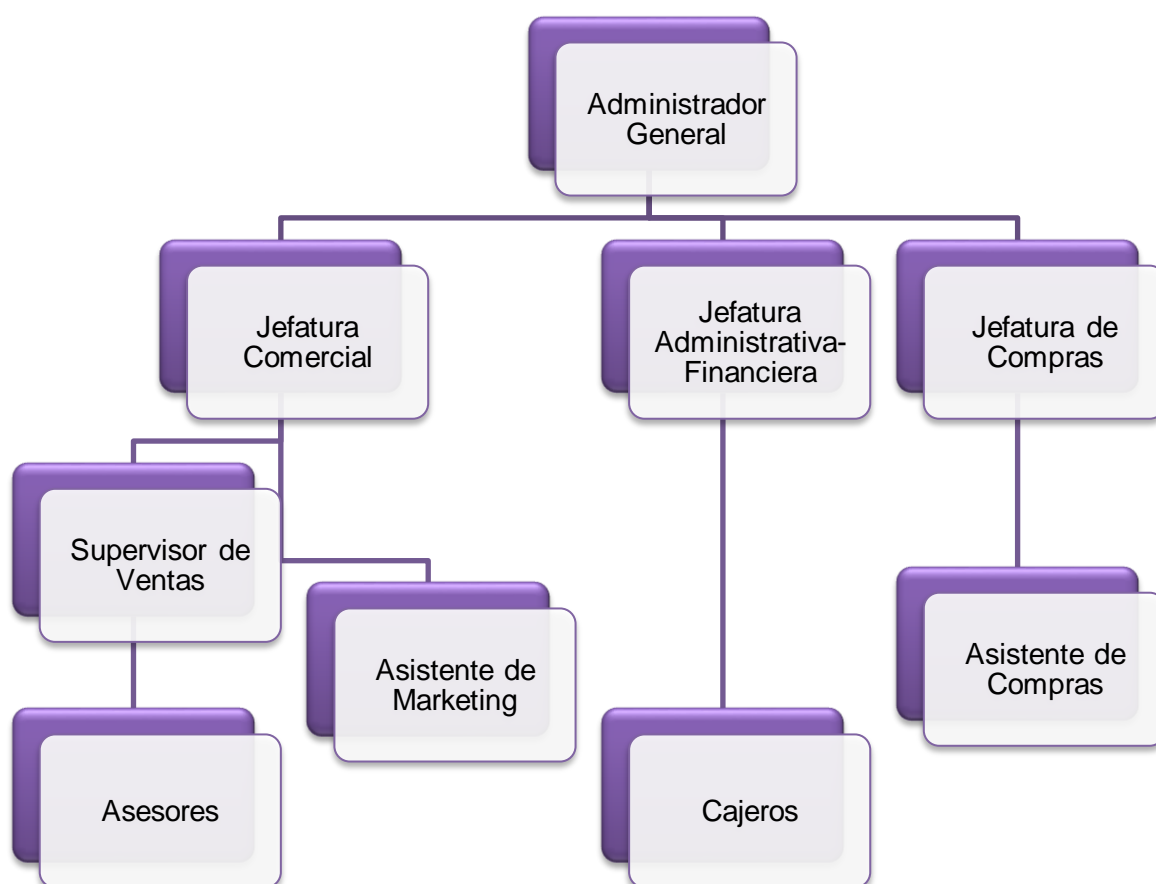 Administrador
General
Jefatura
Comercial
Jefatura
Administrativa-
Financiera
Jefatura de
Compras
Supervisor de
Ventas
Asistente de
Marketing
Asistente de
Compras
Asesores
Cajeros